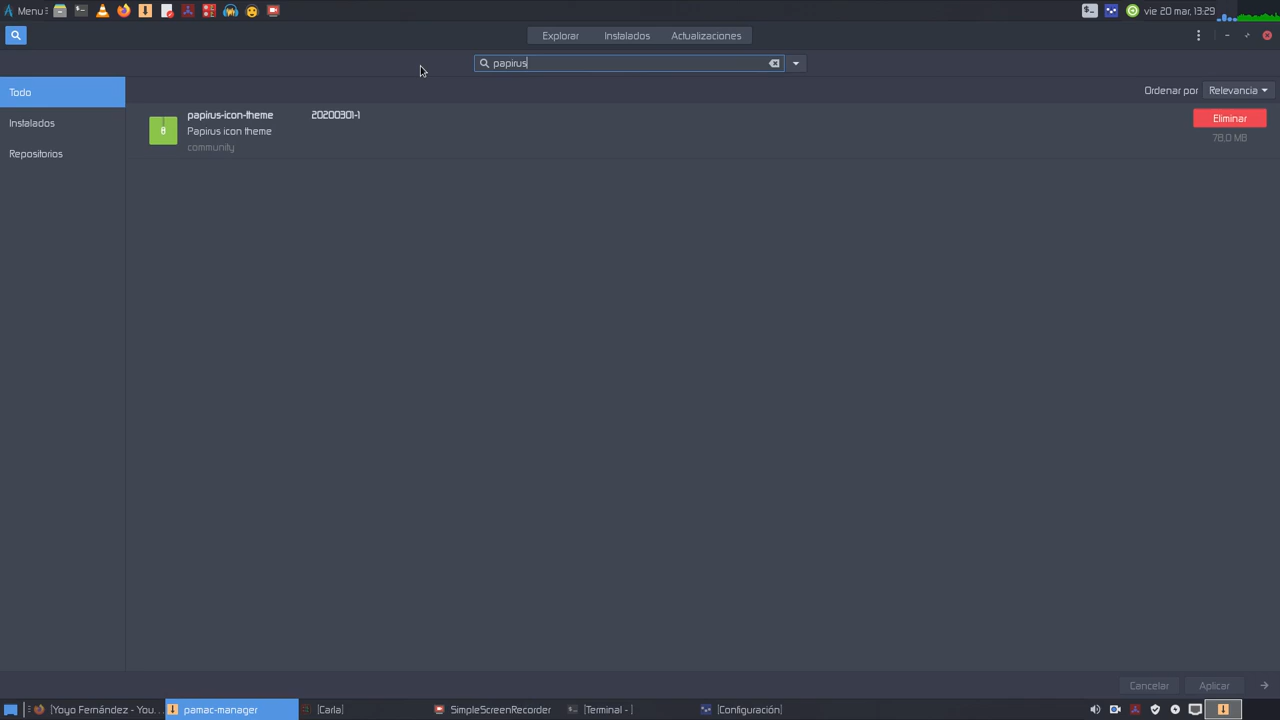 Menu
vie 20 mar, 13:29
Explorar
Instalados
Actualizaciones
papirus
Todo
Instalados
Repositorios
Ordenar por
Relevancia
papirus-icon-theme
20200301-1
Papirus icon theme
community
Eliminar
78,0 MB
Cancelar
Aplicar
[Yoyo Fernández - You...
pamac-manager
[Carla]
SimpleScreenRecorder
[Terminal - ]
[Configuración]